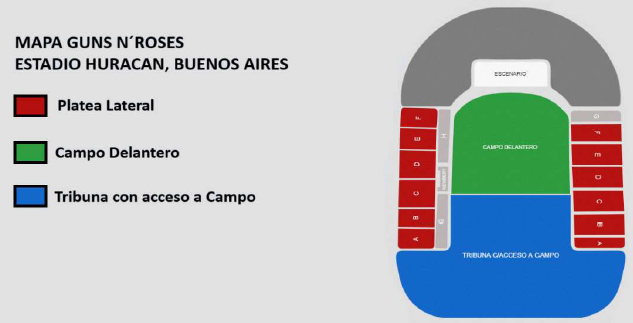 MAPA GUNS N´ROSES
ESTADIO HURACAN, BUENOS AIRES
Platea Lateral
Campo Delantero
Tribuna con acceso a Campo
ESCENARIO
CAMPO DELANTERO
TRIBUNA C/ACCESO A CAMPO
F
E
D
C
B
A
H
G
F
E
D
C
B
A